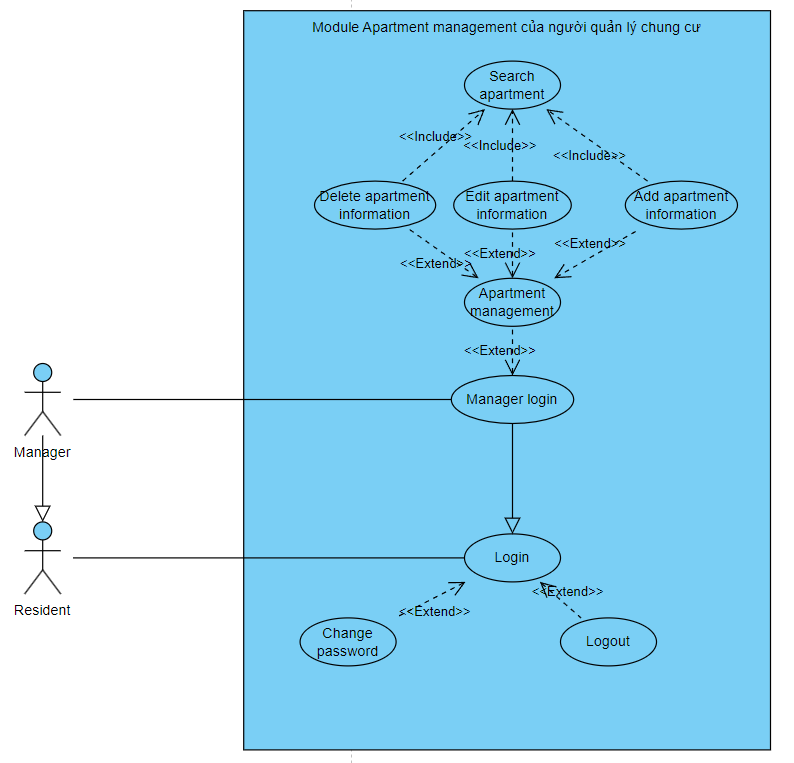 Module Apartment management của người quản lý chung cư
Search
apartment
<<Include>>
<<Include>>
<<Include>>
Delete apartment
information
Edit apartment
information
Add apartment
information
<<Extend>>
<<Extend>>
<<Extend>>
Apartment
management
<<Extend>>
Manager login
Manager
Login
Resident
<<Extend>>
<<Extend>>
Change
password
Logout